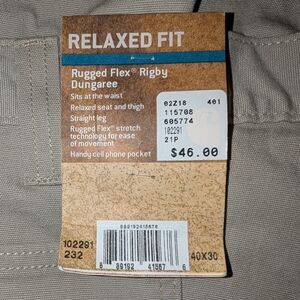 RELAXED FIT
Rugged Flex® Rigby
Dungaree
Sits at the waist
Relaxed seat and thigh
Straight leg
Rugged Flex® stretch
technology for ease
of movement
Handy cell phone pocket
02Z18 401
115708
605774
102291
21P
$46.00
102291
232
40X30